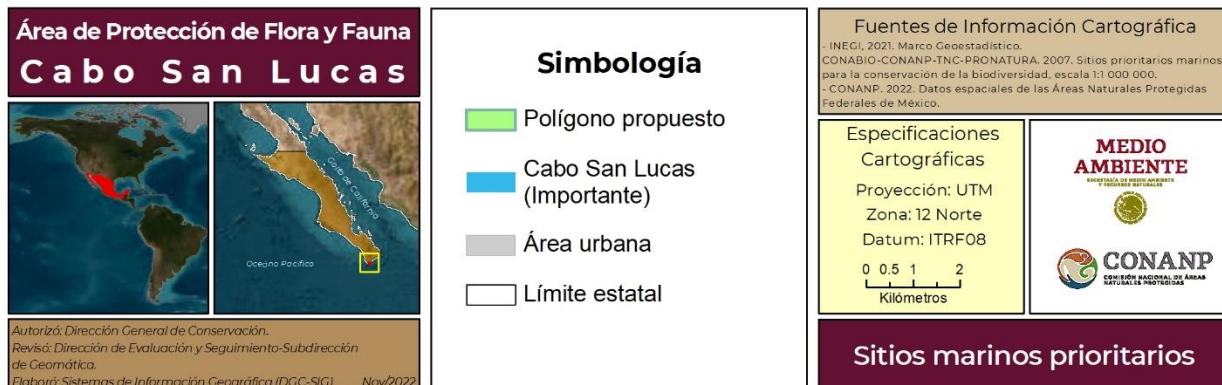 Área de Protección de Flora y Fauna
Cabo San Lucas
Golfo de California
Oceáno Pacífico
Autorizó: Dirección General de Conservación.
Revisó: Dirección de Evaluación y Seguimiento-Subdirección
de Geomática.
Elaboró: Sistemas de Información Geográfica (DGC-SIG) Nov/2022
Simbología
Polígono propuesto
Cabo San Lucas
(Importante)
Área urbana
Límite estatal
Fuentes de Información Cartográfica
- INEGI, 2021. Marco Geoestadístico.
CONABIO-CONANP-TNC-PRONATURA. 2007. Sitios prioritarios marinos
para la conservación de la biodiversidad, escala 1:1 000 000.
- CONANP. 2022. Datos espaciales de las Áreas Naturales Protegidas
Federales de México.
Especificaciones
Cartográficas
Proyección: UTM
Zona: 12 Norte
Datum: ITRF08
0 0.5 1 2
Kilómetros
MEDIO
AMBIENTE
SECRETARÍA DE MEDIO AMBIENTE
Y RECURSOS NATURALES
CONANP
COMISIÓN NACIONAL DE ÁREAS
NATURALES PROTEGIDAS
Sitios marinos prioritarios